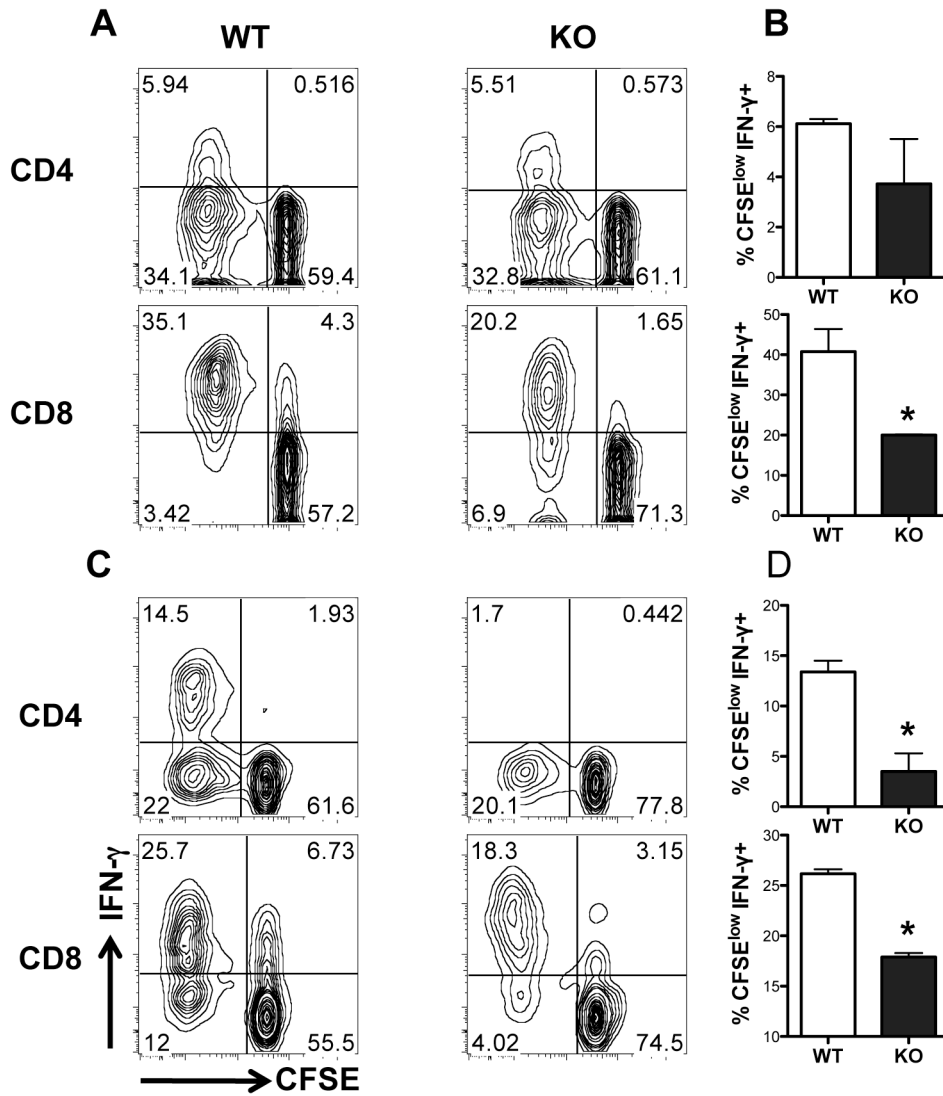 A
WT
KO
B
CD4
5.94
0.516
34.1
59.4
5.51
0.573
32.8
61.1
% CFSElow IFN-γ+
8
6
4
2
0
WT
KO
CD8
35.1
4.3
3.42
57.2
20.2
1.65
6.9
71.3
% CFSElow IFN-γ+
50
40
30
20
10
0
*
WT
KO
C
D
CD4
14.5
1.93
22
61.6
1.7
0.442
20.1
77.8
% CFSElow IFN-γ+
20
15
10
5
0
*
WT
KO
CD8
IFN-γ
25.7
6.73
12
55.5
18.3
3.15
4.02
74.5
% CFSElow IFN-γ+
30
25
20
15
10
*
WT
KO
CFSE